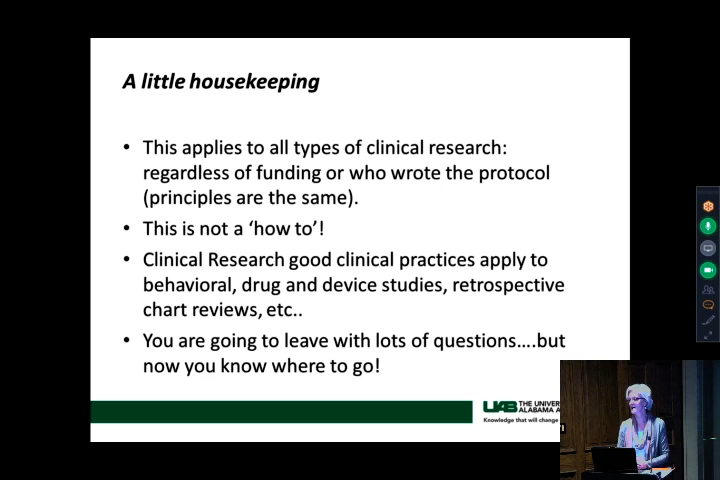 A little housekeeping
• This applies to all types of clinical research:
regardless of funding or who wrote the protocol
(principles are the same).
• This is not a ‘how to’!
• Clinical Research good clinical practices apply to
behavioral, drug and device studies, retrospective
chart reviews, etc..
• You are going to leave with lots of questions….but
now you know where to go!
UAB THE UNIVER
ALABAMA A
Knowledge that will change